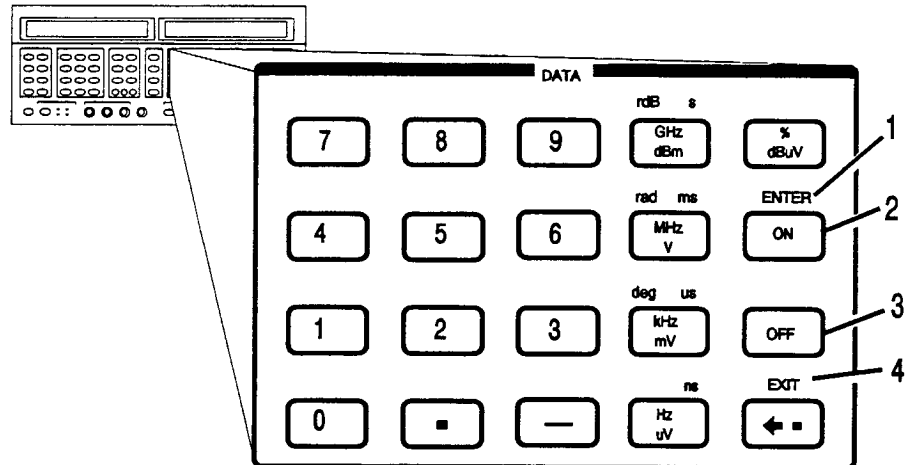 DATA
rdB s
7 8 9 GHz %
dBm dBuV
1
rad ms ENTER
4 5 6 MHz ON
V
2
deg us
1 2 3 kHz OFF
mV
3
ns EXIT
4
0 ▪ — Hz ←▪
uV